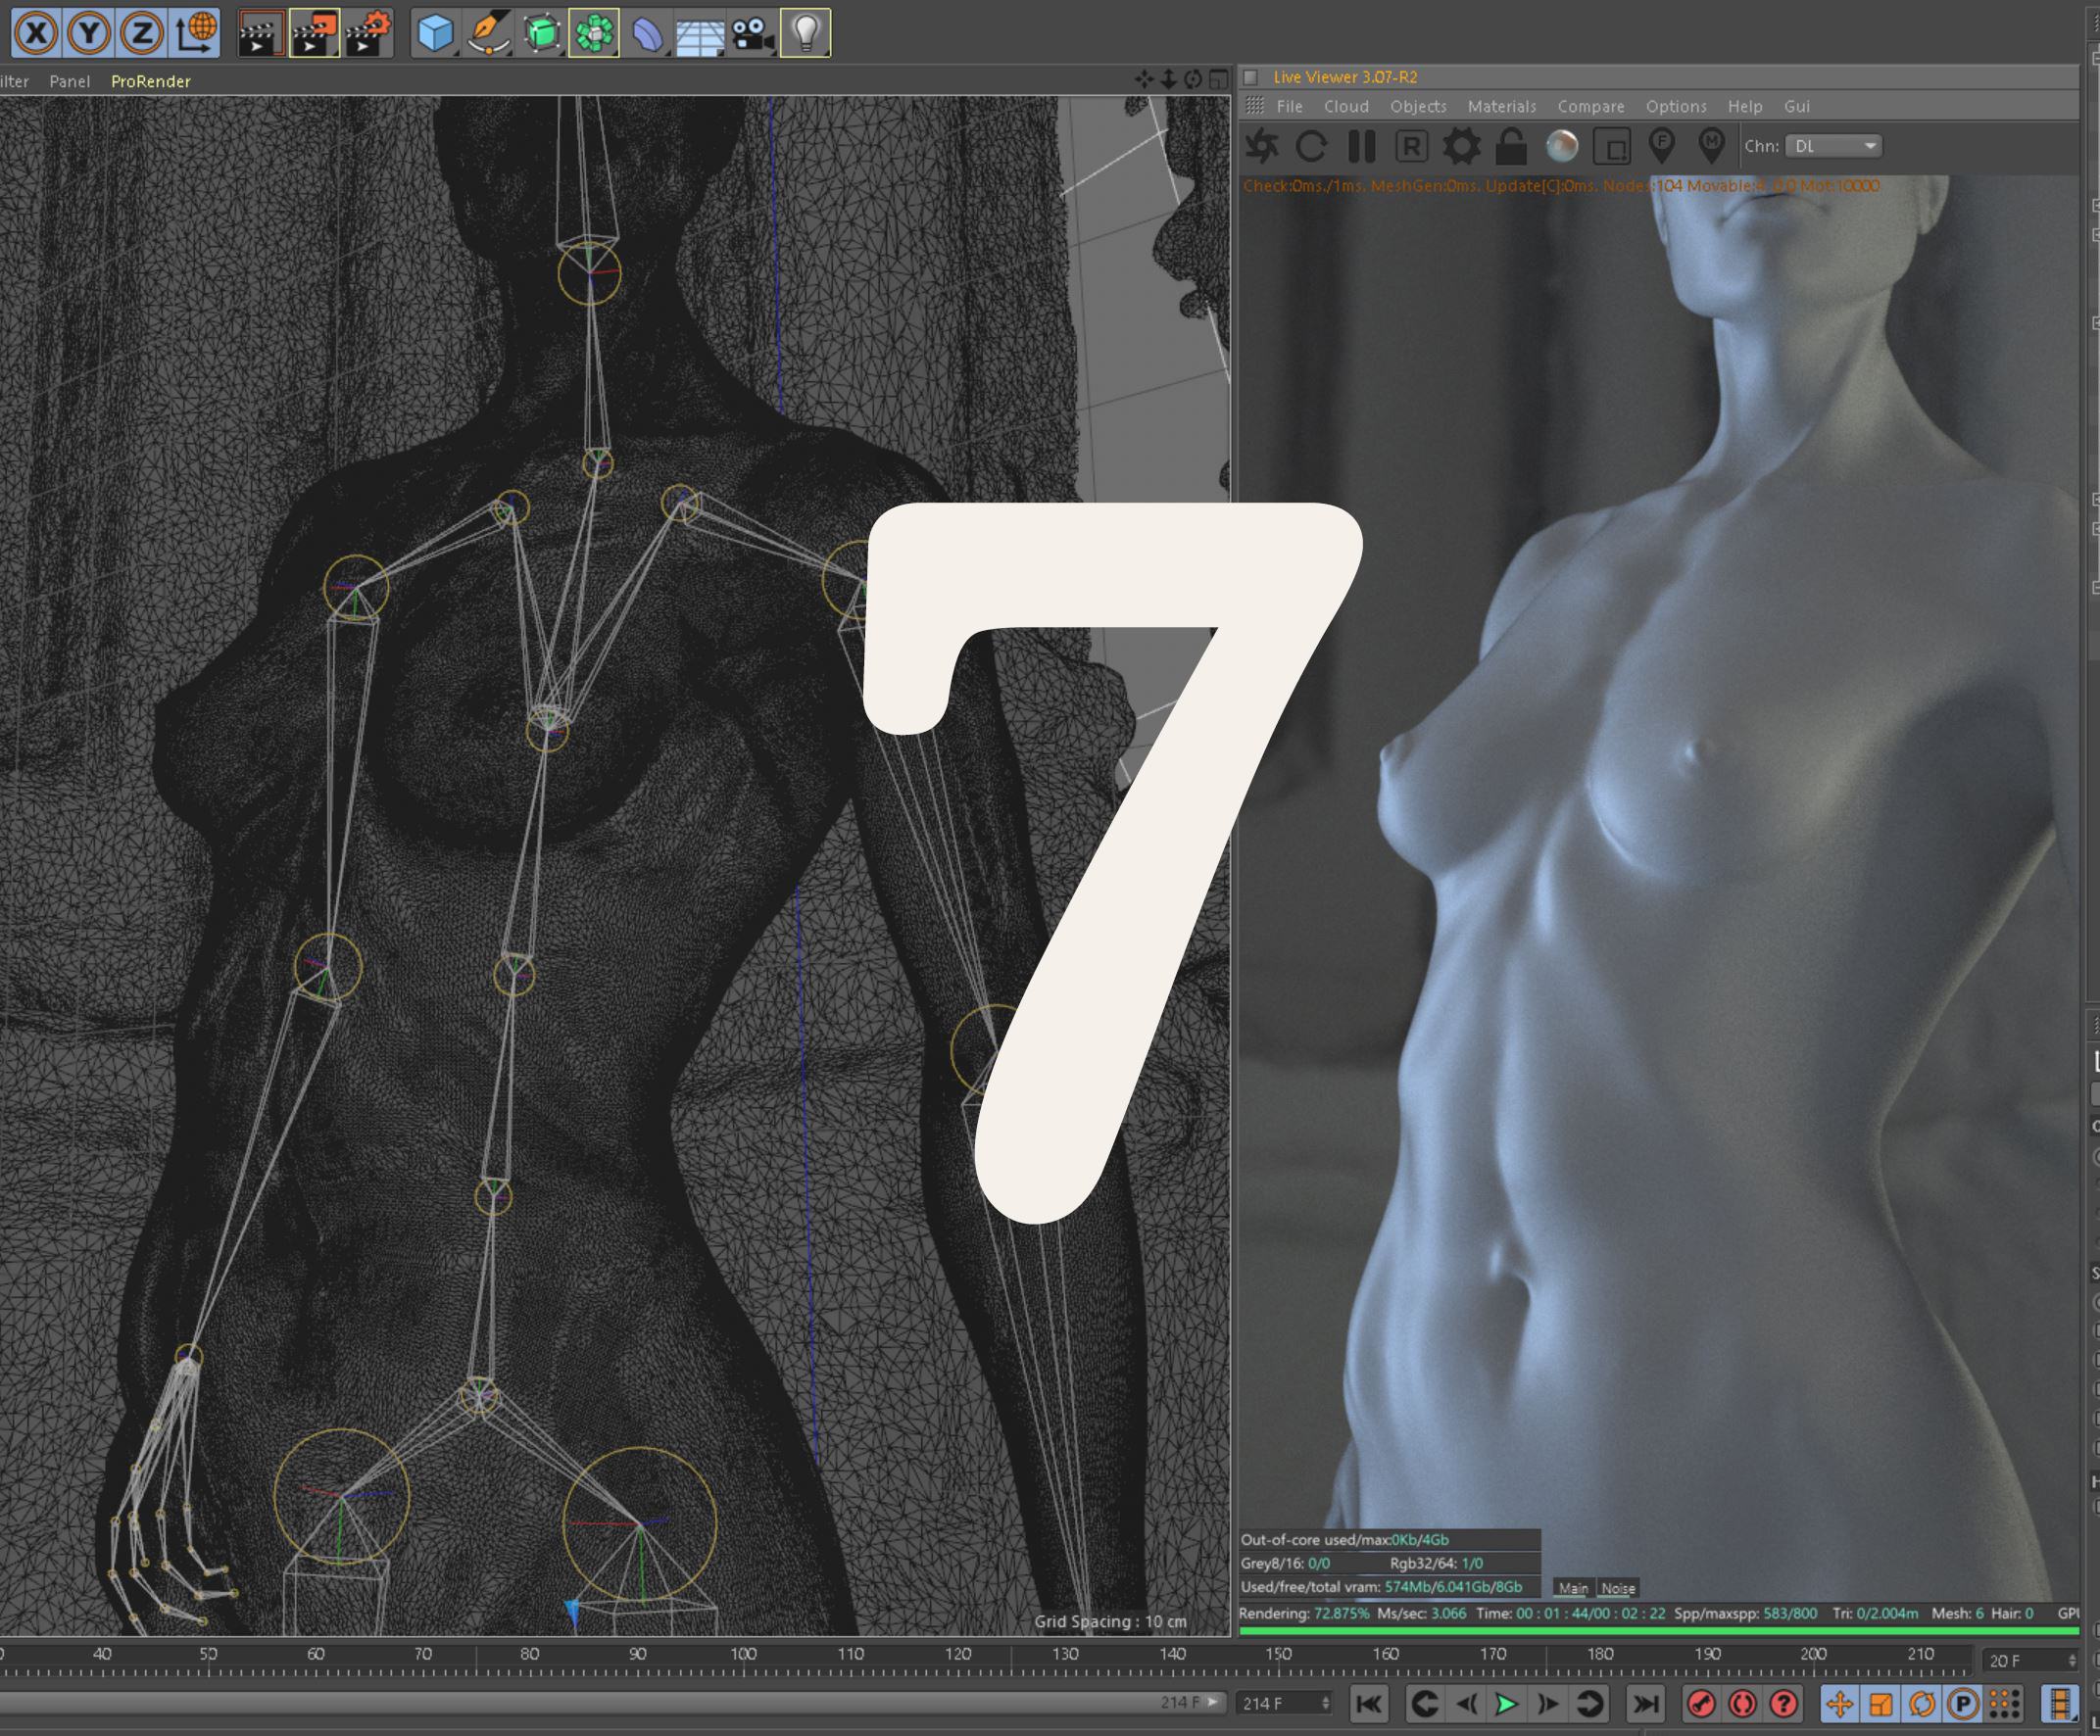 X Y Z
ilter Panel ProRender
Live Viewer 3.07-R2
File Cloud Objects Materials Compare Options Help Gui
R F M Chn: DL
Check:0ms./1ms. MeshGen:0ms. Update[C]:0ms. Nodes:104 Movable:4
7
Out-of-core used/max:0Kb/4Gb
Grey8/16: 0/0 Rgb32/64: 1/0
Used/free/total vram: 574Mb/6.041Gb/8Gb Main Noise
Grid Spacing : 10 cm
Rendering: 72.875% Ms/sec: 3.066 Time: 00 : 01 : 44/00 : 02 : 22 Spp/maxspp: 583/800 Tri: 0/2.004m Mesh: 6 Hair: 0 GPU
40 50 60 70 80 90 100 110 120 130 140 150 160 170 180 190 200 210 20 F
214 F 214 F ? P